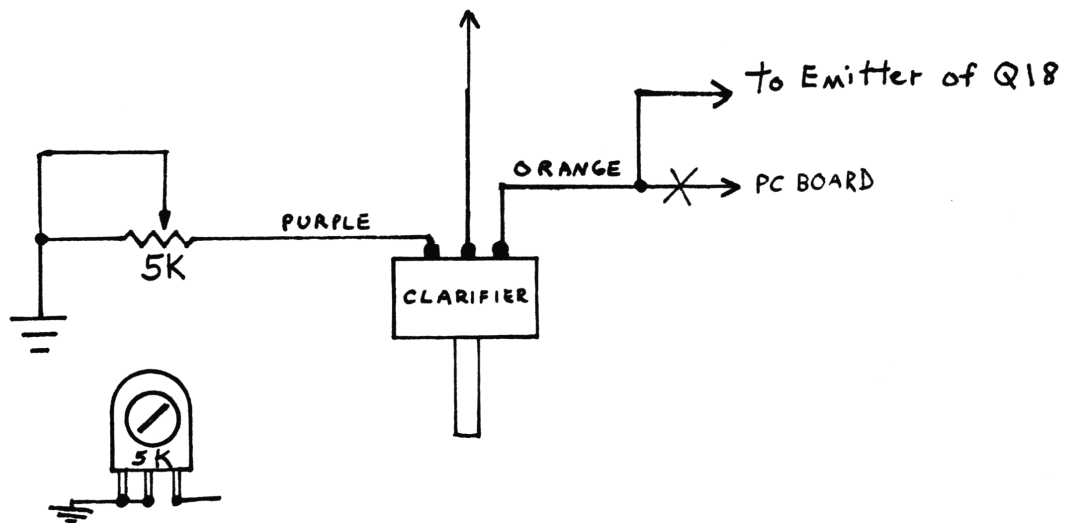 to Emitter of Q18
ORANGE
PC BOARD
PURPLE
5K
CLARIFIER
5K